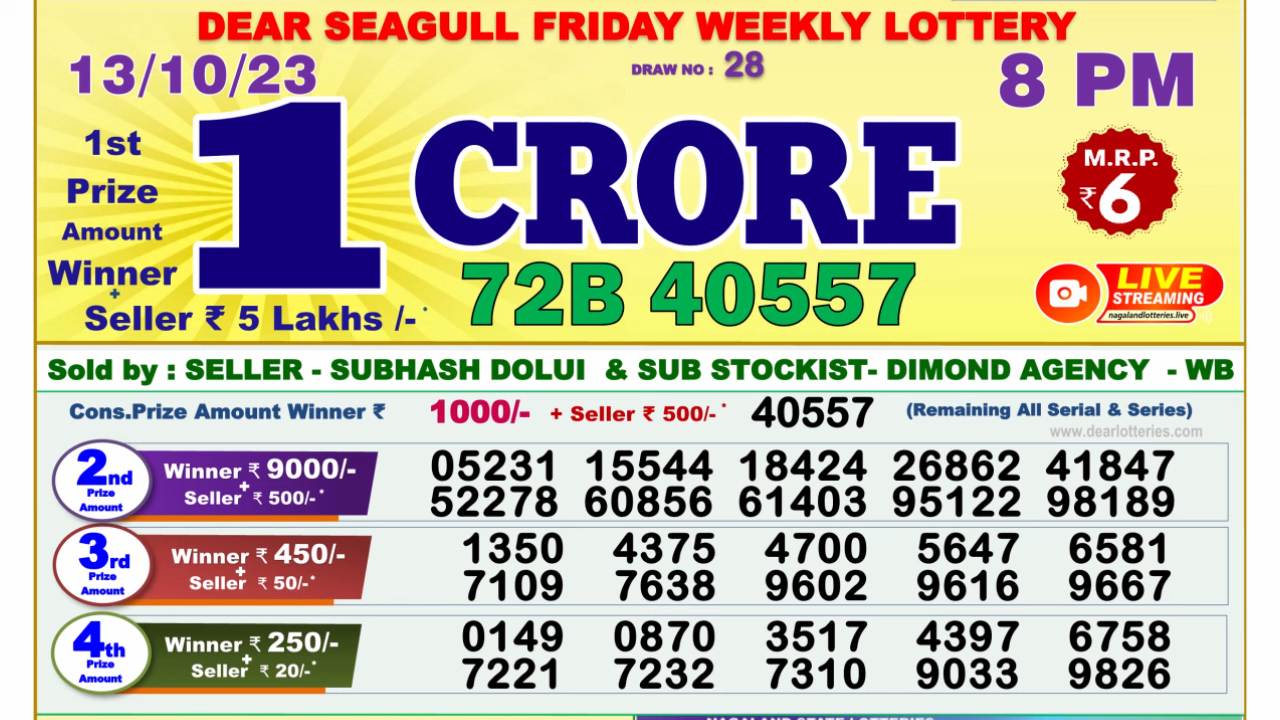 DEAR SEAGULL FRIDAY WEEKLY LOTTERY
13/10/23
DRAW NO : 28
8 PM
1st
Prize
Amount
Winner
+
Seller ₹ 5 Lakhs /-*
1 CRORE
72B 40557
M.R.P.
₹6
LIVE
STREAMING
nagalandlotteries.live
Sold by : SELLER - SUBHASH DOLUI & SUB STOCKIST- DIMOND AGENCY - WB
Cons.Prize Amount Winner ₹ 1000/- + Seller ₹ 500/-* 40557 (Remaining All Serial & Series)
www.dearlotteries.com
2nd
Prize
Amount
Winner ₹ 9000/-
+
Seller ₹ 500/-*
05231 15544 18424 26862 41847
52278 60856 61403 95122 98189
3rd
Prize
Amount
Winner ₹ 450/-
+
Seller ₹ 50/-*
1350 4375 4700 5647 6581
7109 7638 9602 9616 9667
4th
Prize
Amount
Winner ₹ 250/-
+
Seller ₹ 20/-*
0149 0870 3517 4397 6758
7221 7232 7310 9033 9826
NAGALAND STATE LOTTERIES